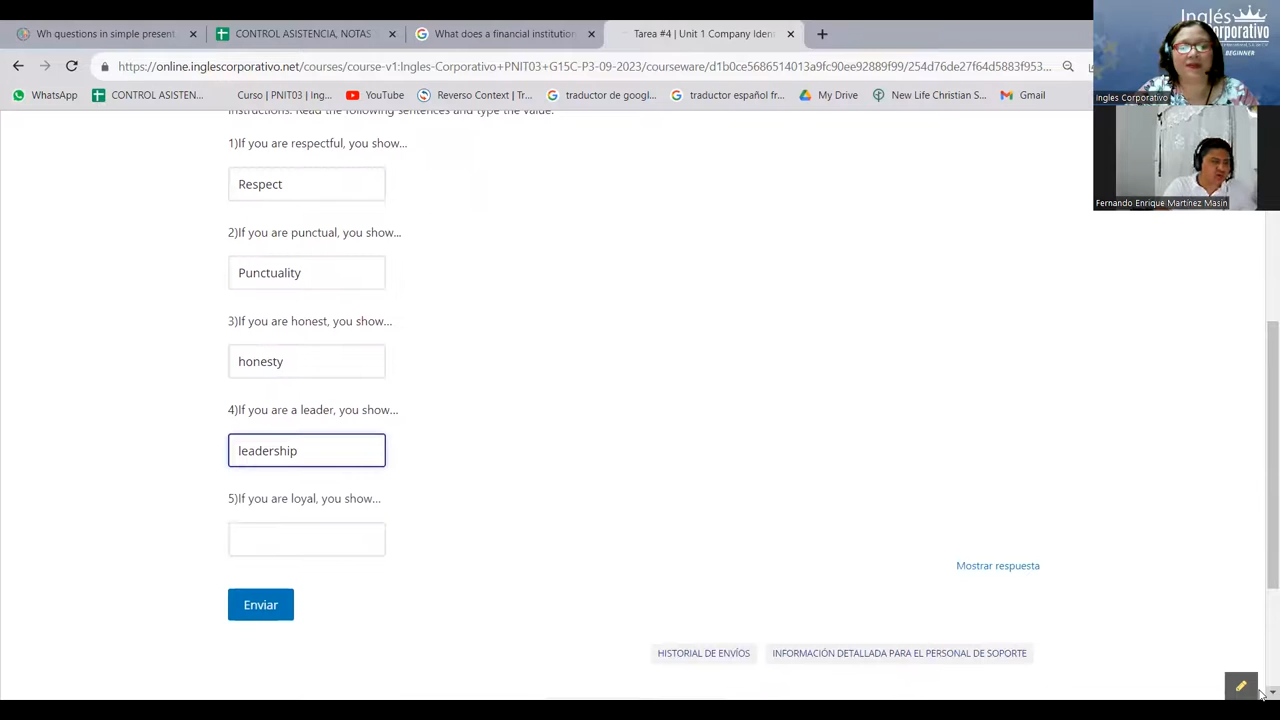 Wh questions in simple present
CONTROL ASISTENCIA, NOTAS
What does a financial institution
Tarea #4 | Unit 1 Company Iden
https://online.inglescorporativo.net/courses/course-v1:Ingles-Corporativo+PNIT03+G15C-P3-09-2023/courseware/d1b0ce5686514013a9fc90ee92889f99/254d76de27f64d5883f953...
WhatsApp
CONTROL ASISTEN...
Curso | PNIT03 | Ing...
YouTube
Reverso Context | Tr...
traductor de googl...
traductor español fr...
My Drive
New Life Christian S...
Gmail
Inglés
Corporativo
BEGINNER
Ingles Corporativo
Fernando Enrique Martínez Masin
Instructions: Read the following sentences and type the value.
1)If you are respectful, you show...
Respect
2)If you are punctual, you show...
Punctuality
3)If you are honest, you show...
honesty
4)If you are a leader, you show...
leadership
5)If you are loyal, you show...
Mostrar respuesta
Enviar
HISTORIAL DE ENVÍOS
INFORMACIÓN DETALLADA PARA EL PERSONAL DE SOPORTE